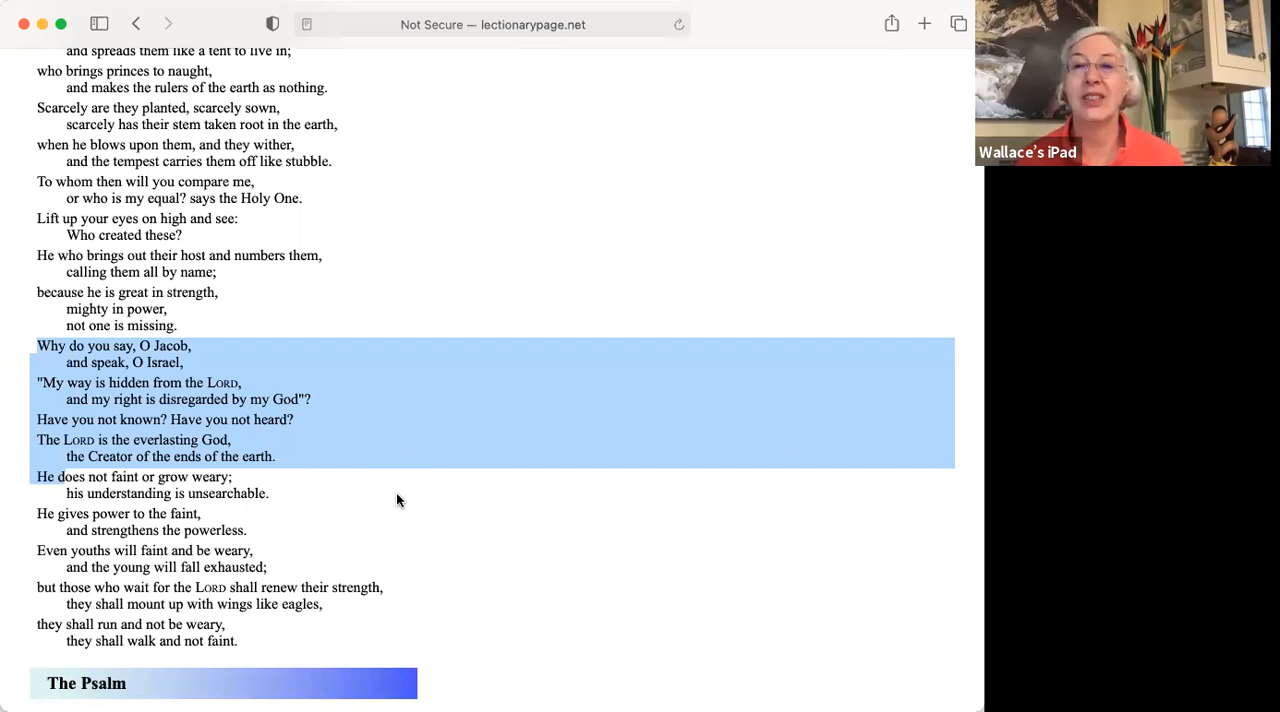 Not Secure — lectionarypage.net
and spreads them like a tent to live in;
who brings princes to naught,
and makes the rulers of the earth as nothing.
Scarcely are they planted, scarcely sown,
scarcely has their stem taken root in the earth,
when he blows upon them, and they wither,
and the tempest carries them off like stubble.
To whom then will you compare me,
or who is my equal? says the Holy One.
Lift up your eyes on high and see:
Who created these?
He who brings out their host and numbers them,
calling them all by name;
because he is great in strength,
mighty in power,
not one is missing.
Why do you say, O Jacob,
and speak, O Israel,
"My way is hidden from the LORD,
and my right is disregarded by my God"?
Have you not known? Have you not heard?
The LORD is the everlasting God,
the Creator of the ends of the earth.
He does not faint or grow weary;
his understanding is unsearchable.
He gives power to the faint,
and strengthens the powerless.
Even youths will faint and be weary,
and the young will fall exhausted;
but those who wait for the LORD shall renew their strength,
they shall mount up with wings like eagles,
they shall run and not be weary,
they shall walk and not faint.
The Psalm
Wallace's iPad